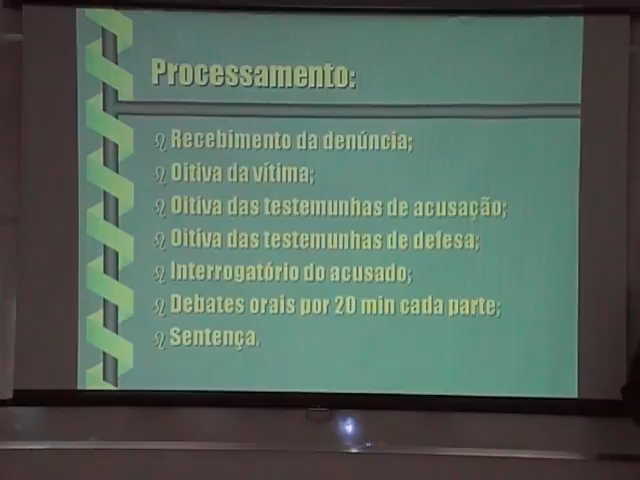 Processamento:
Recebimento da denúncia;
Oitiva da vítima;
Oitiva das testemunhas de acusação;
Oitiva das testemunhas de defesa;
Interrogatório do acusado;
Debates orais por 20 min cada parte;
Sentença.